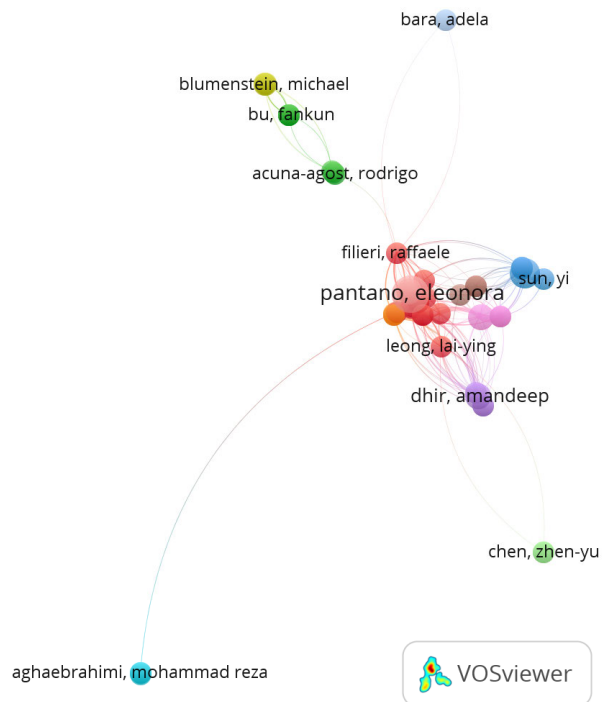 bara, adela
blumenstein, michael
bu, fankun
acuna-agost, rodrigo
filieri, raffaele
sun, yi
pantano, eleonora
leong, lai-ying
dhir, amandeep
chen, zhen-yu
aghaebrahimi, mohammad reza
VOSviewer